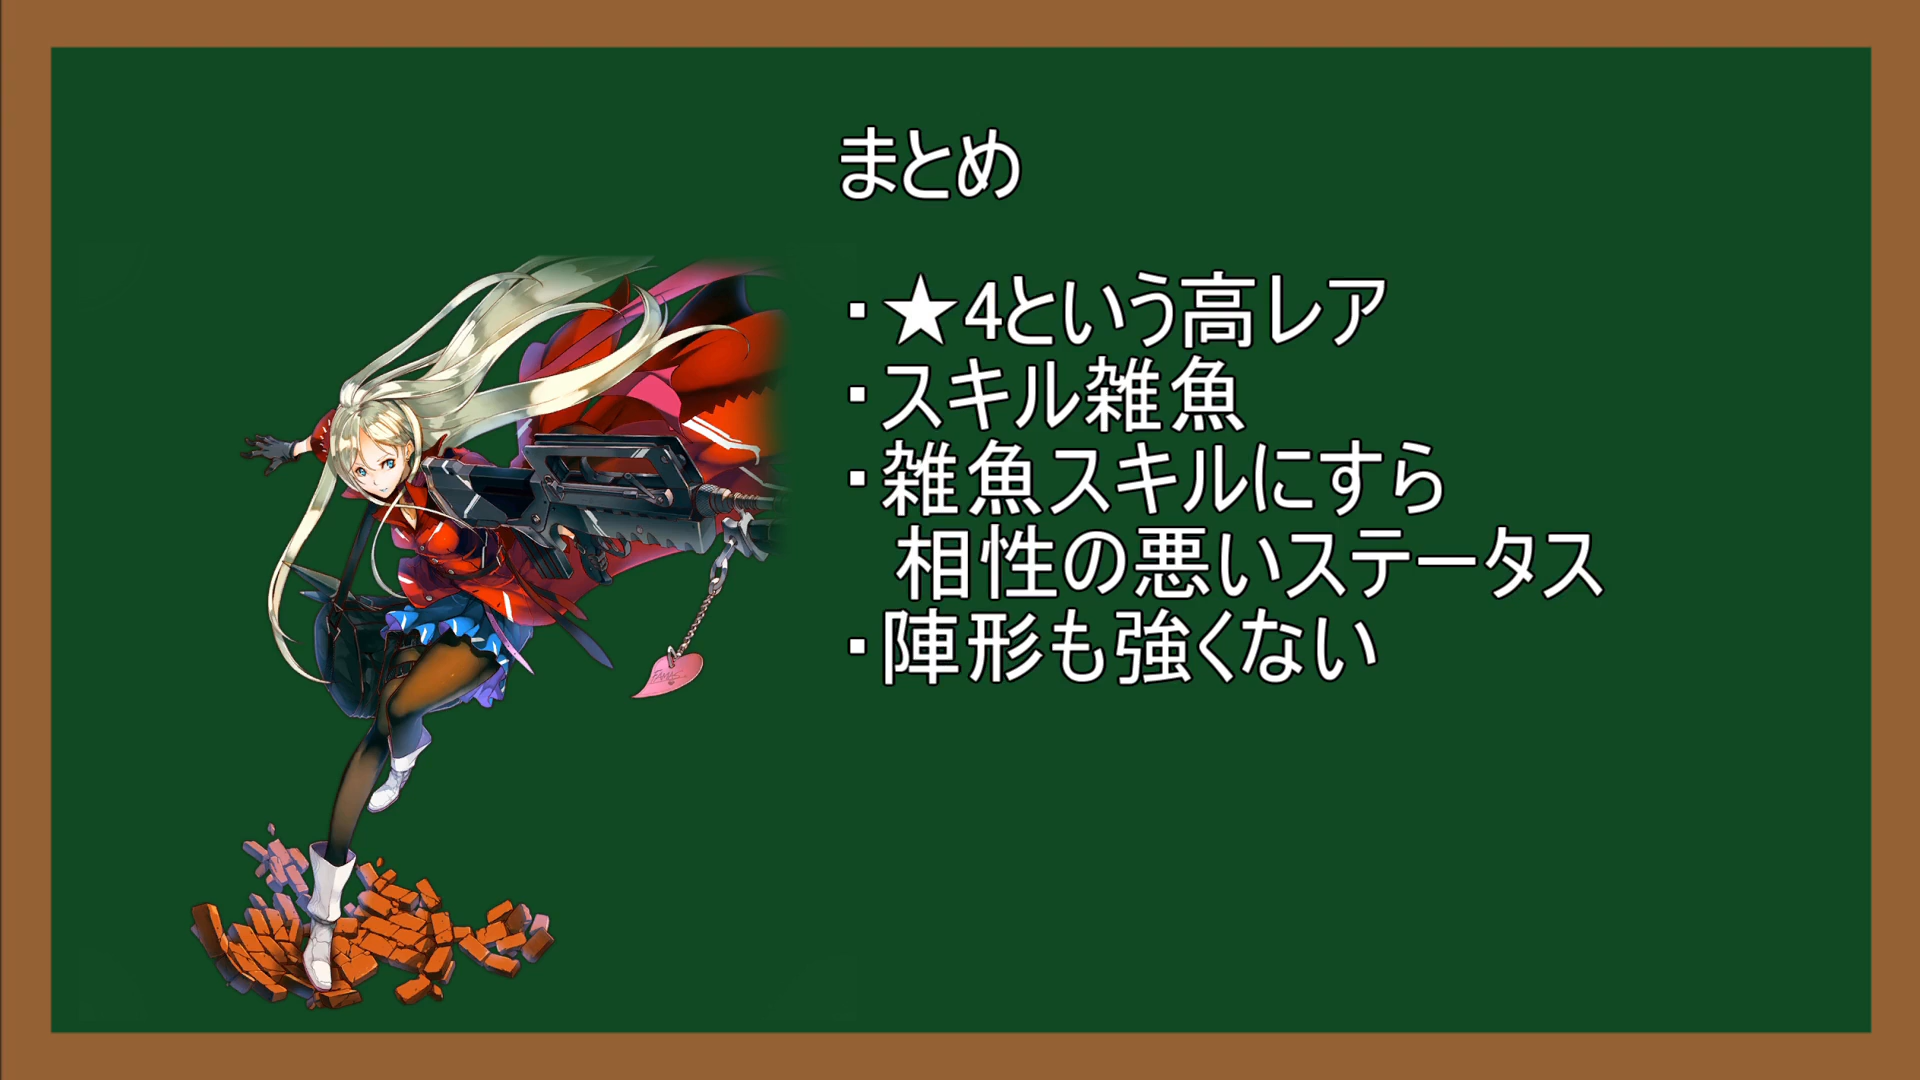 まとめ
・★4という高レア
・スキル雑魚
・雑魚スキルにすら
相性の悪いステータス
・陣形も強くない